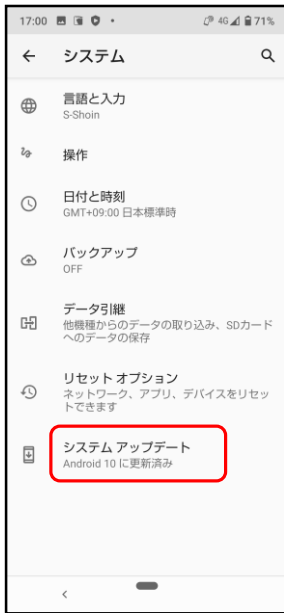 17:00 4G 71%
システム
言語と入力
S-Shoin
操作
日付と時刻
GMT+09:00 日本標準時
バックアップ
OFF
データ引継
他機種からのデータの取り込み、SDカード
へのデータの保存
リセット オプション
ネットワーク、アプリ、デバイスをリセッ
トできます
システム アップデート
Android 10 に更新済み